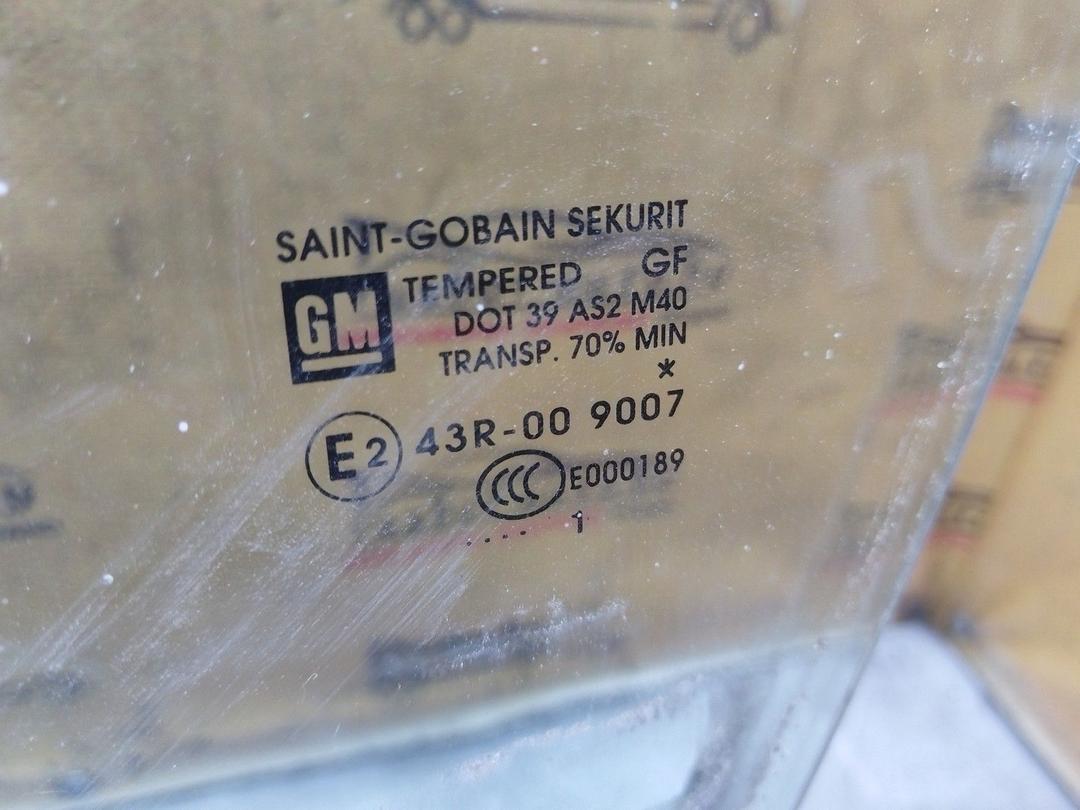 SAINT-GOBAIN SEKURIT
GM
TEMPERED GF
DOT 39 AS2 M40
TRANSP. 70% MIN
*
E2 43R-00 9007
CCC E000189
.... 1